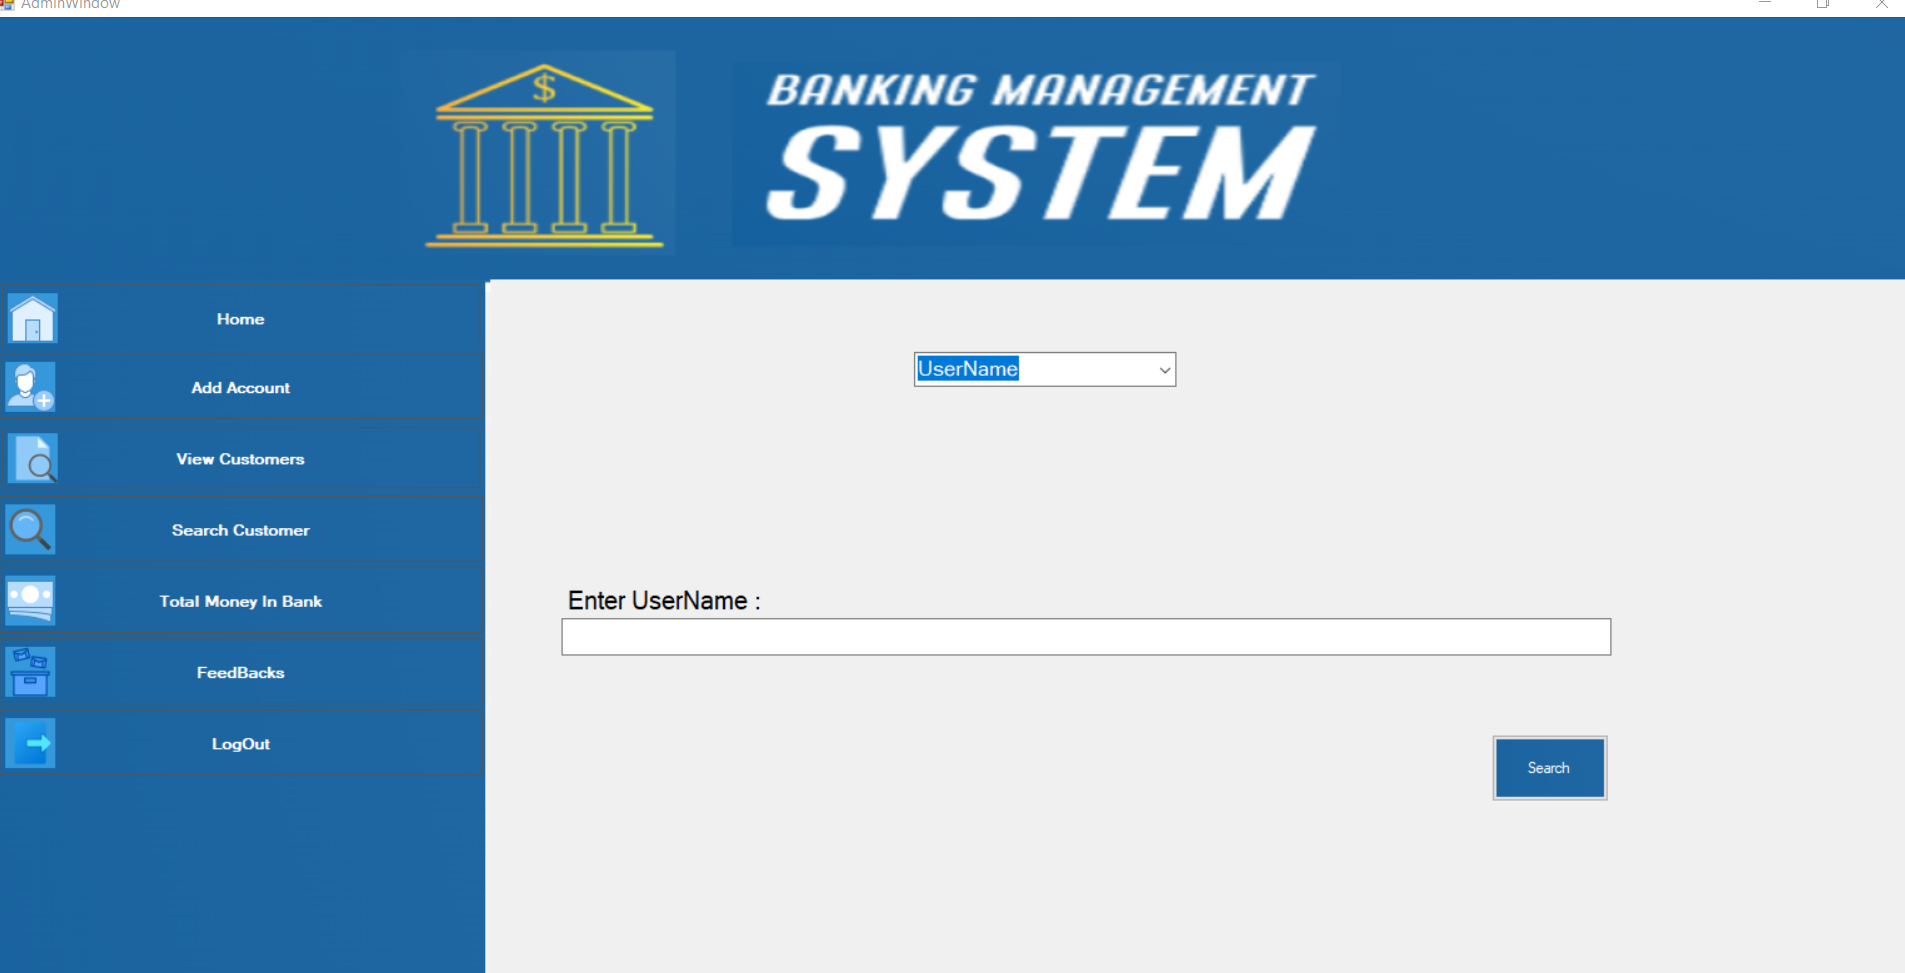 AdminWindow
$
BANKING MANAGEMENT
SYSTEM
Home
Add Account
View Customers
Search Customer
Total Money In Bank
FeedBacks
LogOut
UserName
Enter UserName :
Search